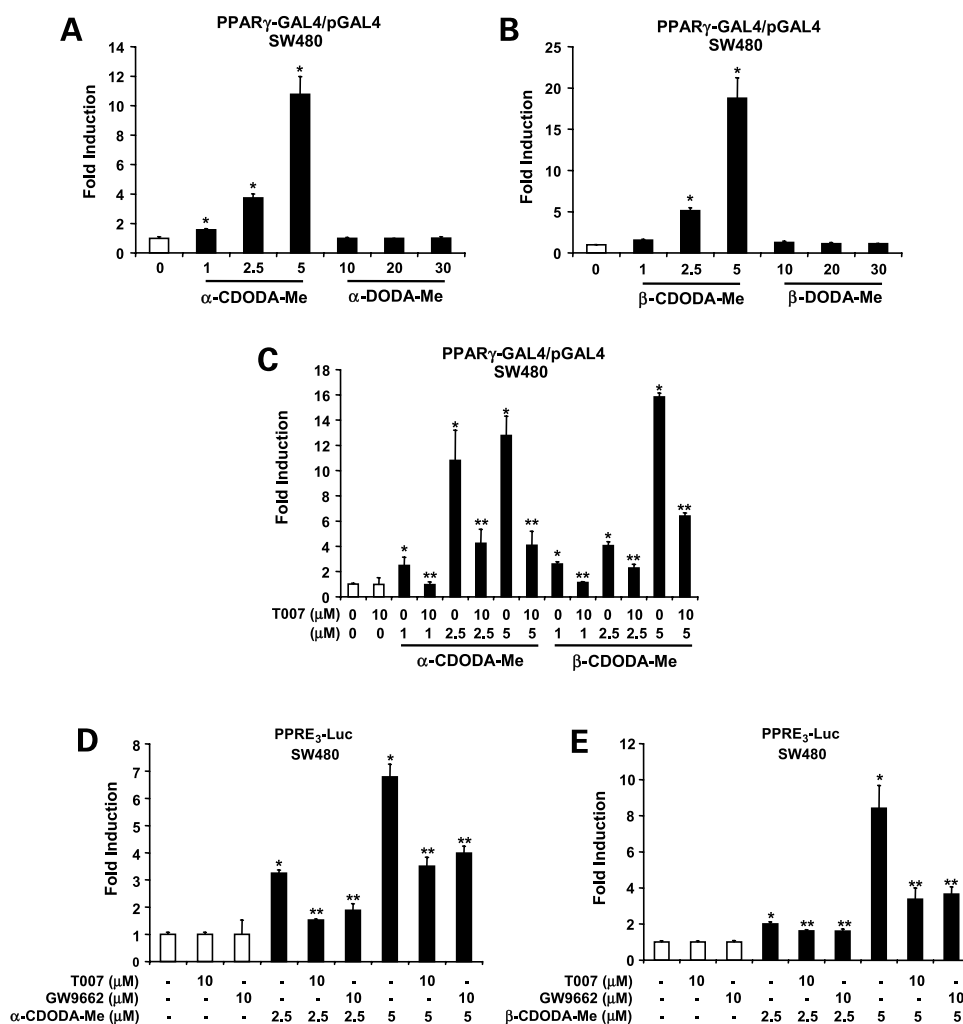 A
PPARγ-GAL4/pGAL4
SW480
Fold Induction
14
12
10
8
6
4
2
0
*
*
*
0 1 2.5 5 10 20 30
α-CDODA-Me α-DODA-Me
B
PPARγ-GAL4/pGAL4
SW480
Fold Induction
25
20
15
10
5
0
*
*
0 1 2.5 5 10 20 30
β-CDODA-Me β-DODA-Me
C
PPARγ-GAL4/pGAL4
SW480
Fold Induction
18
16
14
12
10
8
6
4
2
0
* ** * ** * ** * ** * ** * **
T007 (μM) 0 10 0 10 0 10 0 10 0 10 0 10 0 10
(μM) 0 0 1 1 2.5 2.5 5 5 1 1 2.5 2.5 5 5
α-CDODA-Me β-CDODA-Me
D
PPRE3-Luc
SW480
Fold Induction
8
7
6
5
4
3
2
1
0
* ** ** * ** **
T007 (μM) - 10 - - 10 - - 10 -
GW9662 (μM) - - 10 - - 10 - - 10
α-CDODA-Me (μM) - - - 2.5 2.5 2.5 5 5 5
E
PPRE3-Luc
SW480
Fold Induction
12
10
8
6
4
2
0
* ** ** * ** **
T007 (μM) - 10 - - 10 - - 10 -
GW9662 (μM) - - 10 - - 10 - - 10
β-CDODA-Me (μM) - - - 2.5 2.5 2.5 5 5 5